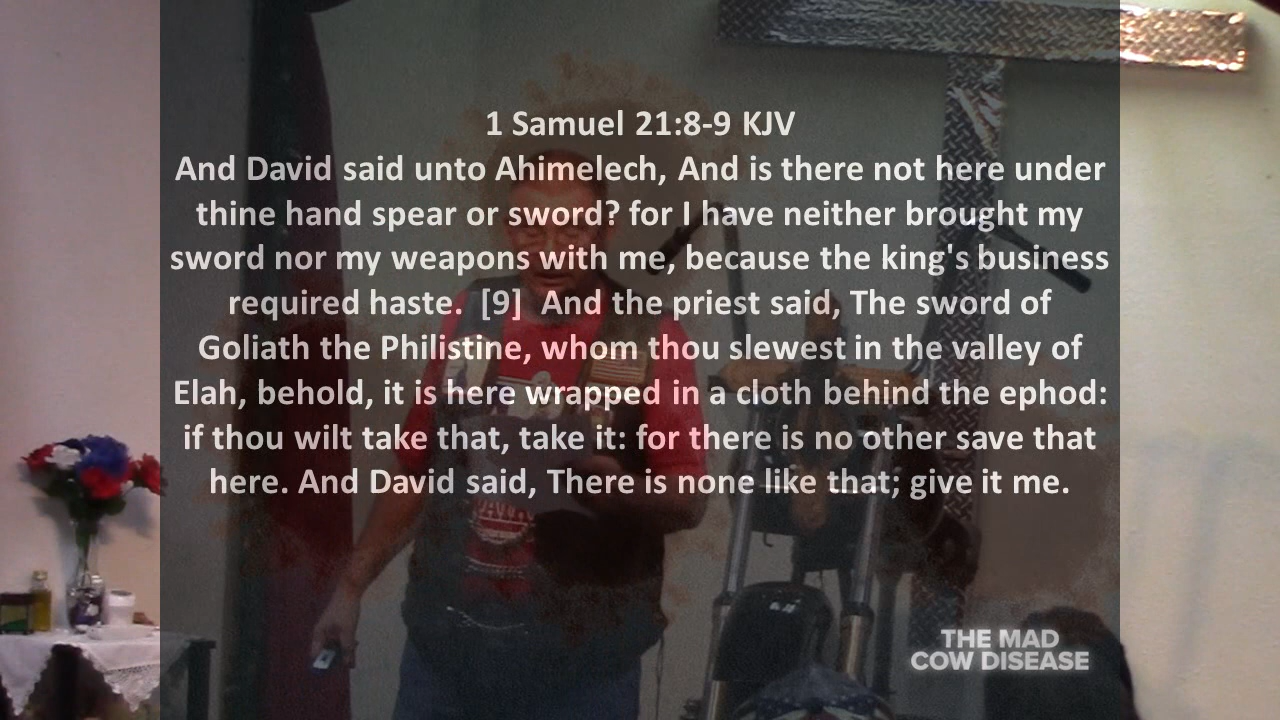 1 Samuel 21:8-9 KJV
And David said unto Ahimelech, And is there not here under
thine hand spear or sword? for I have neither brought my
sword nor my weapons with me, because the king's business
required haste.  [9]  And the priest said, The sword of
Goliath the Philistine, whom thou slewest in the valley of
Elah, behold, it is here wrapped in a cloth behind the ephod:
if thou wilt take that, take it: for there is no other save that
here. And David said, There is none like that; give it me.
THE MAD
COW DISEASE